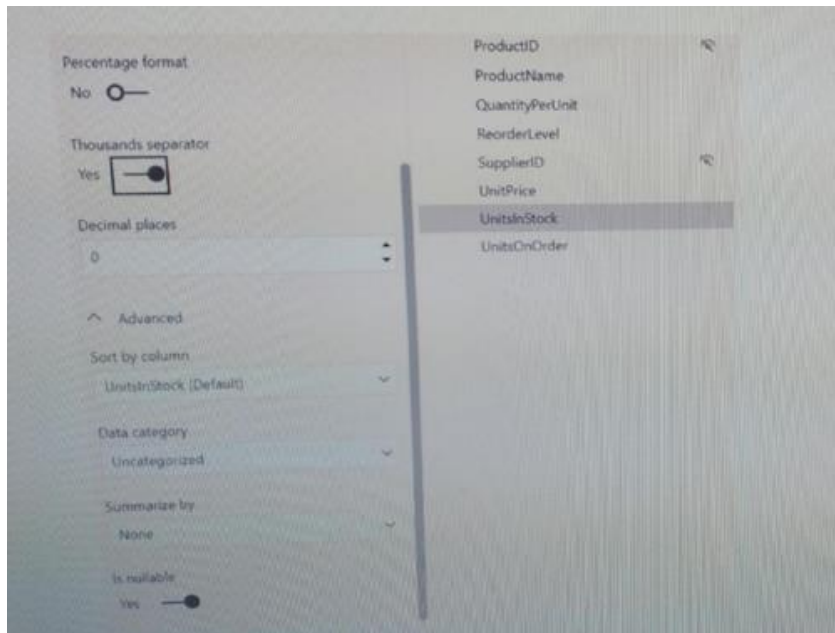 Percentage format
No
Thousands separator
Yes
Decimal places
0
Advanced
Sort by column
UnitsInStock (Default)
Data category
Uncategorized
Summarize by
None
Is nullable
Yes
ProductID
ProductName
QuantityPerUnit
ReorderLevel
SupplierID
UnitPrice
UnitsInStock
UnitsOnOrder